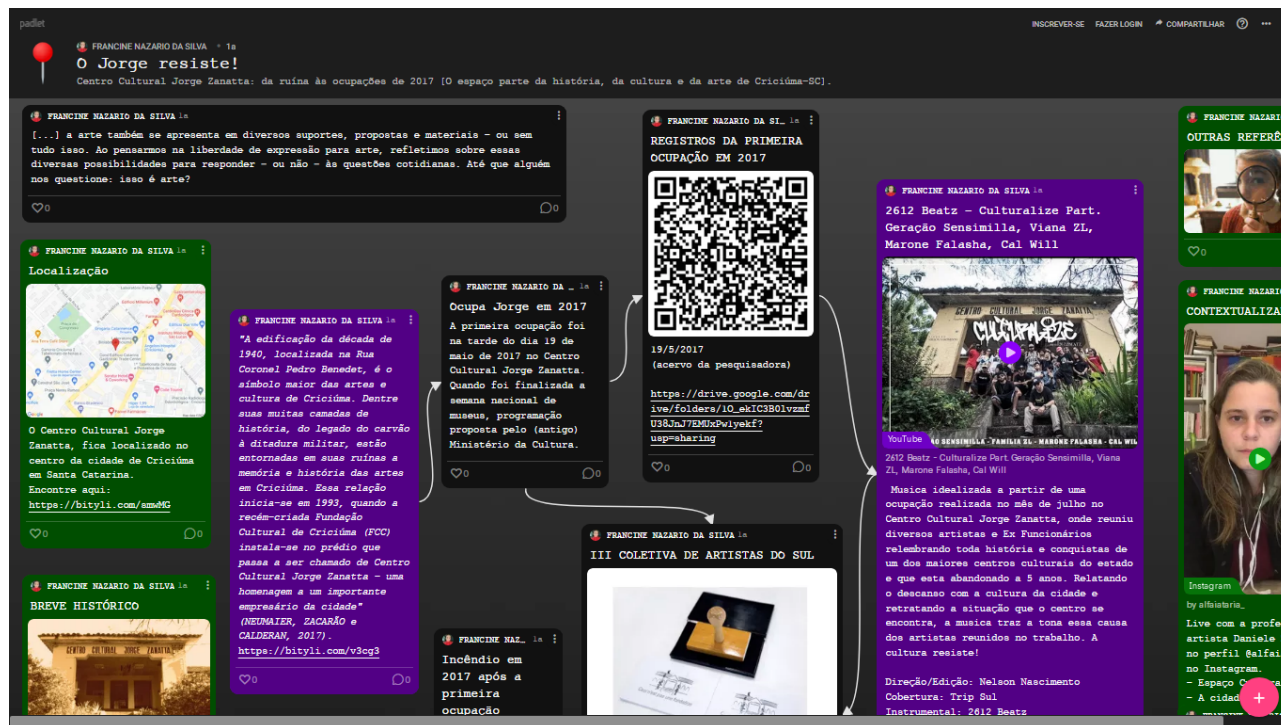 padlet
INSCREVER-SE FAZER LOGIN COMPARTILHAR
FRANCINE NAZARIO DA SILVA • 1a
O Jorge resiste!
Centro Cultural Jorge Zanatta: da ruína às ocupações de 2017 [O espaço parte da história, da cultura e da arte de Criciúma-SC].
FRANCINE NAZARIO DA SILVA 1a
[...] a arte também se apresenta em diversos suportes, propostas e materiais – ou sem
tudo isso. Ao pensarmos na liberdade de expressão para arte, refletimos sobre essas
diversas possibilidades para responder – ou não – às questões cotidianas. Até que alguém
nos questione: isso é arte?
0 0
FRANCINE NAZARIO DA SILVA 1a
Localização
Google
O Centro Cultural Jorge
Zanatta, fica localizado no
centro da cidade de Criciúma
em Santa Catarina.
Encontre aqui:
https://bityli.com/amwMG
0 0
FRANCINE NAZARIO DA SILVA 1a
BREVE HISTÓRICO
CENTRO CULTURAL JORGE ZANATTA
FRANCINE NAZARIO DA SILVA 1a
"A edificação da década de
1940, localizada na Rua
Coronel Pedro Benedet, é o
símbolo maior das artes e
cultura de Criciúma. Dentre
suas muitas camadas de
história, do legado do carvão
à ditadura militar, estão
entornadas em suas ruínas a
memória e história das artes
em Criciúma. Essa relação
inicia-se em 1993, quando a
recém-criada Fundação
Cultural de Criciúma (FCC)
instala-se no prédio que
passa a ser chamado de Centro
Cultural Jorge Zanatta – uma
homenagem a um importante
empresário da cidade"
(NEUMAIER, ZACARÃO e
CALDERAN, 2017).
https://bityli.com/v3cg3
0 0
FRANCINE NAZARIO DA … 1a
Ocupa Jorge em 2017
A primeira ocupação foi
na tarde do dia 19 de
maio de 2017 no Centro
Cultural Jorge Zanatta.
Quando foi finalizada a
semana nacional de
museus, programação
proposta pelo (antigo)
Ministério da Cultura.
0 0
FRANCINE NAZ… 1a
Incêndio em
2017 após a
primeira
ocupação
FRANCINE NAZARIO DA SI… 1a
REGISTROS DA PRIMEIRA
OCUPAÇÃO EM 2017
19/5/2017
(acervo da pesquisadora)
https://drive.google.com/dr
ive/folders/1O_ekIC3B0lvzmf
U38JnJ7EMUxPwlyekf?
usp=sharing
0 0
FRANCINE NAZARIO DA SILVA 1a
III COLETIVA DE ARTISTAS DO SUL
FRANCINE NAZARIO DA SILVA 1a
2612 Beatz – Culturalize Part.
Geração Sensimilla, Viana ZL,
Marone Falasha, Cal Will
CENTRO CULTURAL JORGE ZANATTA
CULTURALIZE
YouTube
AO SENSIMILLA - FAMILIA ZL - MARONE FALASHA - CAL WIL
2612 Beatz - Culturalize Part. Geração Sensimilla, Viana
ZL, Marone Falasha, Cal Will
Musica idealizada a partir de uma
ocupação realizada no mês de julho no
Centro Cultural Jorge Zanatta, onde reuniu
diversos artistas e Ex Funcionários
relembrando toda história e conquistas de
um dos maiores centros culturais do estado
e que esta abandonado a 5 anos. Relatando
o descanso com a cultura da cidade e
retratando a situação que o centro se
encontra, a musica traz a tona essa causa
dos artistas reunidos no trabalho. A
cultura resiste!
Direção/Edição: Nelson Nascimento
Cobertura: Trip Sul
Instrumental: 2612 Beatz
FRANCINE NAZARI
OUTRAS REFERÊ
0
FRANCINE NAZARI
CONTEXTUALIZA
Instagram
by alfaiataria_
Live com a profe
artista Daniele
no perfil @alfai
no Instagram.
– Espaço
– A cidad